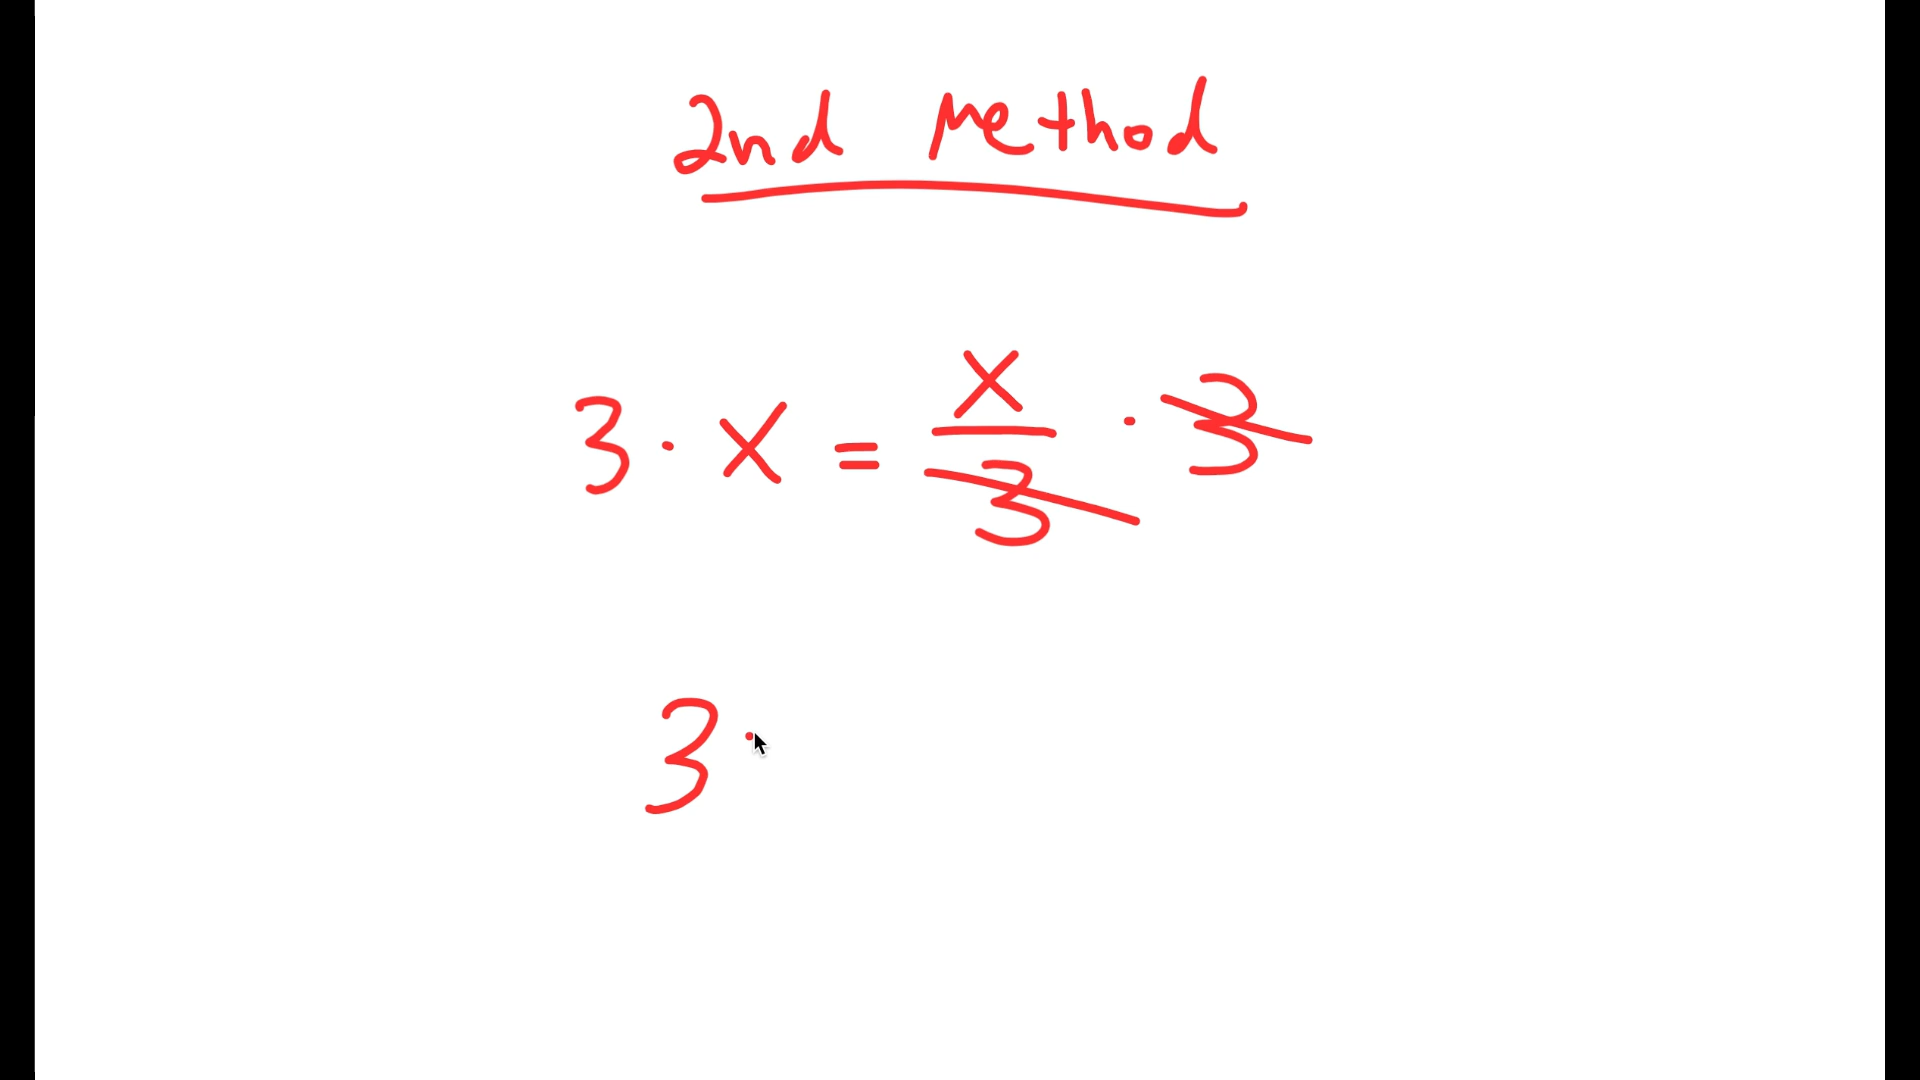 2nd Method
3 · x = x/3 · 3
3 ·